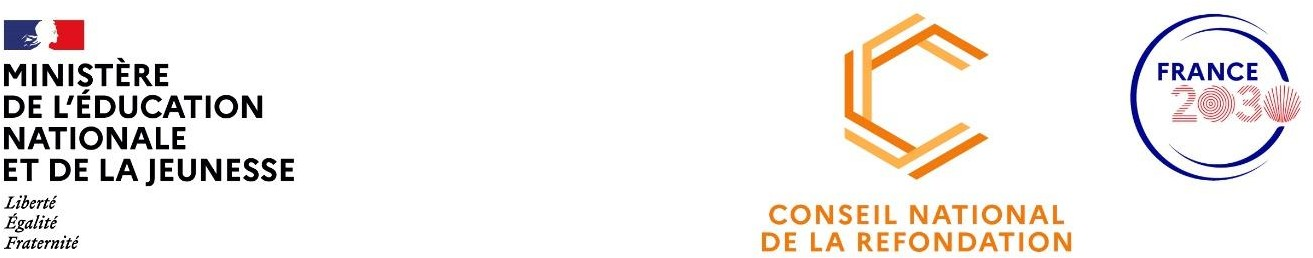 MINISTÈRE
DE L'ÉDUCATION
NATIONALE
ET DE LA JEUNESSE
Liberté
Égalité
Fraternité
CONSEIL NATIONAL
DE LA REFONDATION
FRANCE
2030